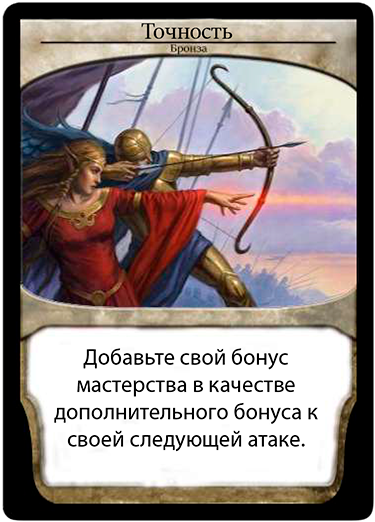 Точность
Бронза
Добавьте свой бонус
мастерства в качестве
дополнительного бонуса к
своей следующей атаке.